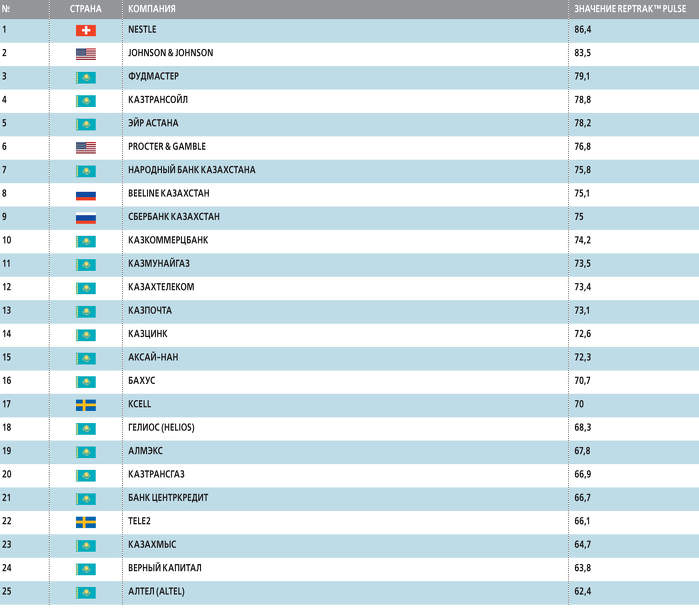 № СТРАНА КОМПАНИЯ ЗНАЧЕНИЕ REPTRAK™ PULSE
1 NESTLE 86,4
2 JOHNSON & JOHNSON 83,5
3 ФУДМАСТЕР 79,1
4 КАЗТРАНСОЙЛ 78,8
5 ЭЙР АСТАНА 78,2
6 PROCTER & GAMBLE 76,8
7 НАРОДНЫЙ БАНК КАЗАХСТАНА 75,8
8 BEELINE КАЗАХСТАН 75,1
9 СБЕРБАНК КАЗАХСТАН 75
10 КАЗКОММЕРЦБАНК 74,2
11 КАЗМУНАЙГАЗ 73,5
12 КАЗАХТЕЛЕКОМ 73,4
13 КАЗПОЧТА 73,1
14 КАЗЦИНК 72,6
15 АКСАЙ-НАН 72,3
16 БАХУС 70,7
17 KCELL 70
18 ГЕЛИОС (HELIOS) 68,3
19 АЛМЭКС 67,8
20 КАЗТРАНСГАЗ 66,9
21 БАНК ЦЕНТРКРЕДИТ 66,7
22 TELE2 66,1
23 КАЗАХМЫС 64,7
24 ВЕРНЫЙ КАПИТАЛ 63,8
25 АЛТЕЛ (ALTEL) 62,4